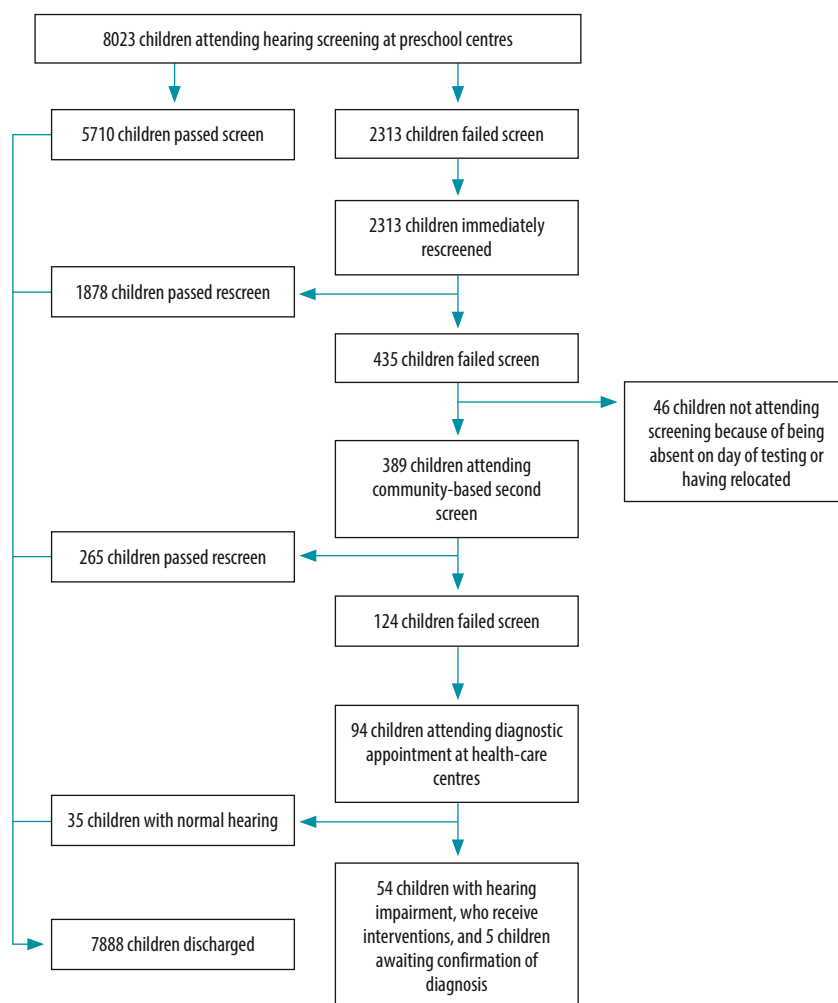 8023 children attending hearing screening at preschool centres
5710 children passed screen
2313 children failed screen
2313 children immediately
rescreened
1878 children passed rescreen
435 children failed screen
46 children not attending
screening because of being
absent on day of testing or
having relocated
389 children attending
community-based second
screen
265 children passed rescreen
124 children failed screen
94 children attending diagnostic
appointment at health-care
centres
35 children with normal hearing
54 children with hearing
impairment, who receive
interventions, and 5 children
awaiting confirmation of
diagnosis
7888 children discharged